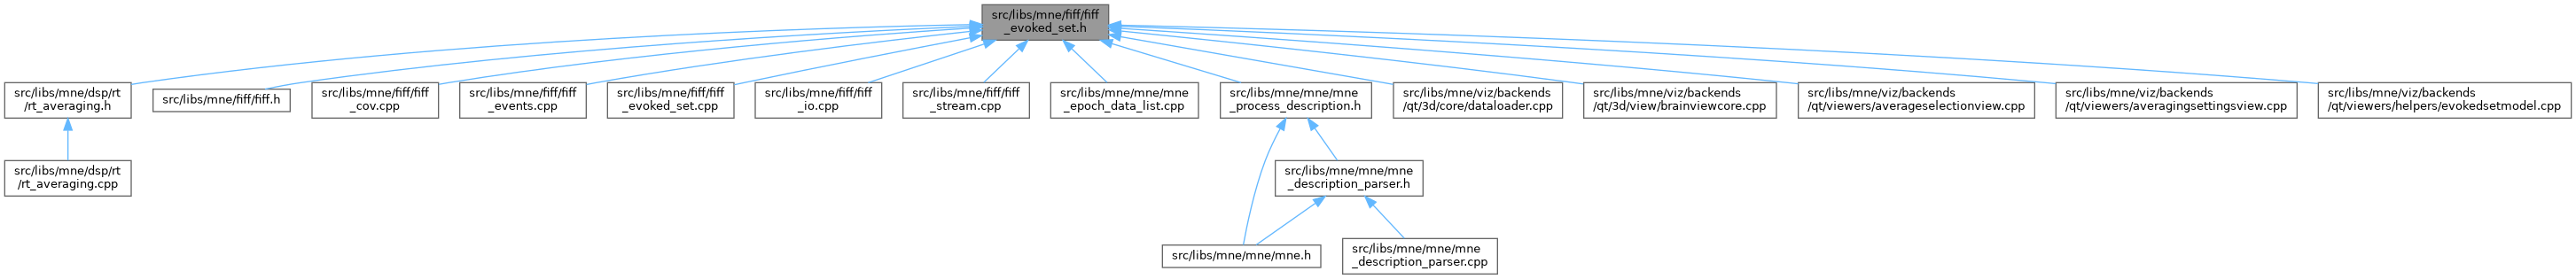 src/libs/mne/fiff/fiff
_evoked_set.h
src/libs/mne/dsp/rt
/rt_averaging.h
src/libs/mne/fiff/fiff.h
src/libs/mne/fiff/fiff
_cov.cpp
src/libs/mne/fiff/fiff
_events.cpp
src/libs/mne/fiff/fiff
_evoked_set.cpp
src/libs/mne/fiff/fiff
_io.cpp
src/libs/mne/fiff/fiff
_stream.cpp
src/libs/mne/mne/mne
_epoch_data_list.cpp
src/libs/mne/mne/mne
_process_description.h
src/libs/mne/viz/backends
/qt/3d/core/dataloader.cpp
src/libs/mne/viz/backends
/qt/3d/view/brainviewcore.cpp
src/libs/mne/viz/backends
/qt/viewers/averageselectionview.cpp
src/libs/mne/viz/backends
/qt/viewers/averagingsettingsview.cpp
src/libs/mne/viz/backends
/qt/viewers/helpers/evokedsetmodel.cpp
src/libs/mne/dsp/rt
/rt_averaging.cpp
src/libs/mne/mne/mne
_description_parser.h
src/libs/mne/mne/mne.h
src/libs/mne/mne/mne
_description_parser.cpp